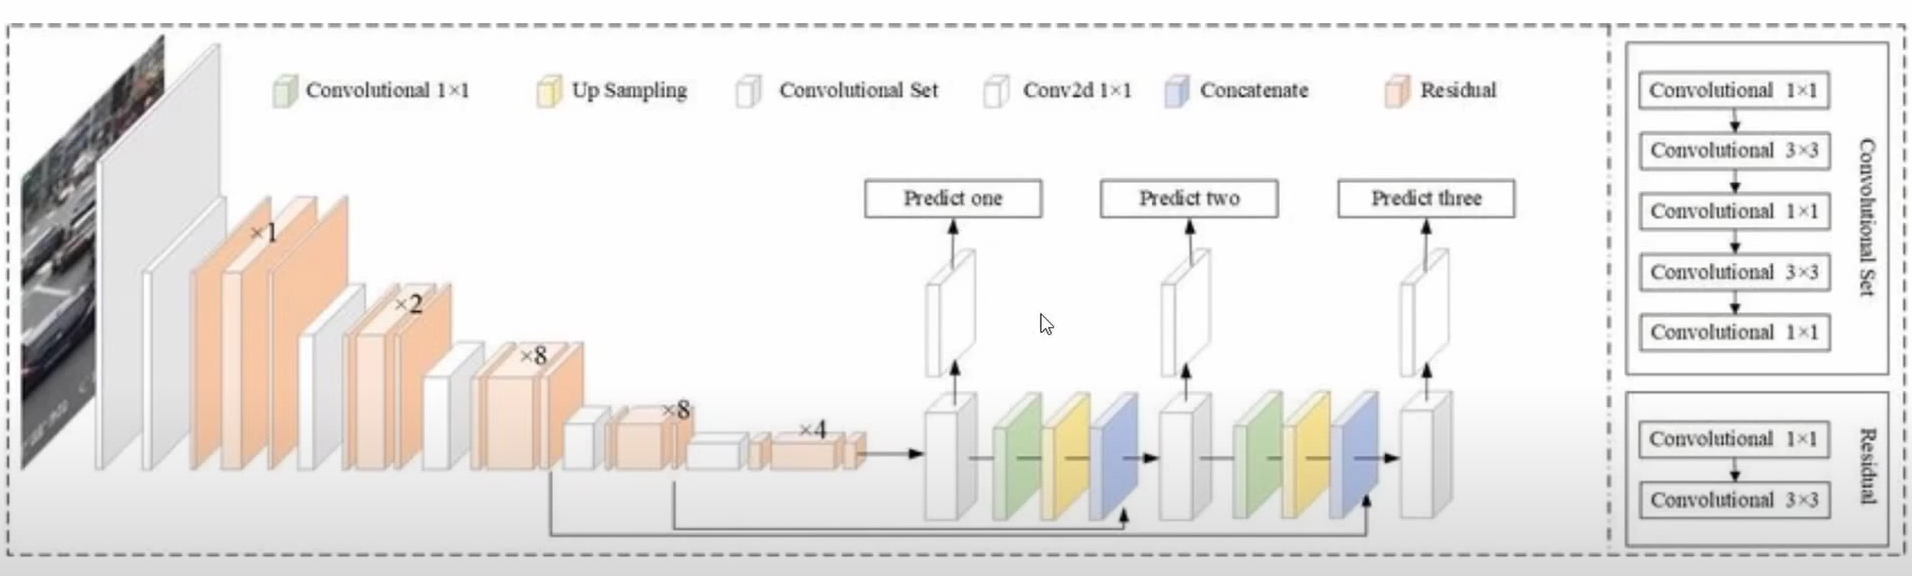 Convolutional 1×1
Up Sampling
Convolutional Set
Conv2d 1×1
Concatenate
Residual
×1
×2
×8
×8
×4
Predict one
Predict two
Predict three
Convolutional 1×1
Convolutional 3×3
Convolutional 1×1
Convolutional 3×3
Convolutional 1×1
Convolutional Set
Convolutional 1×1
Convolutional 3×3
Residual